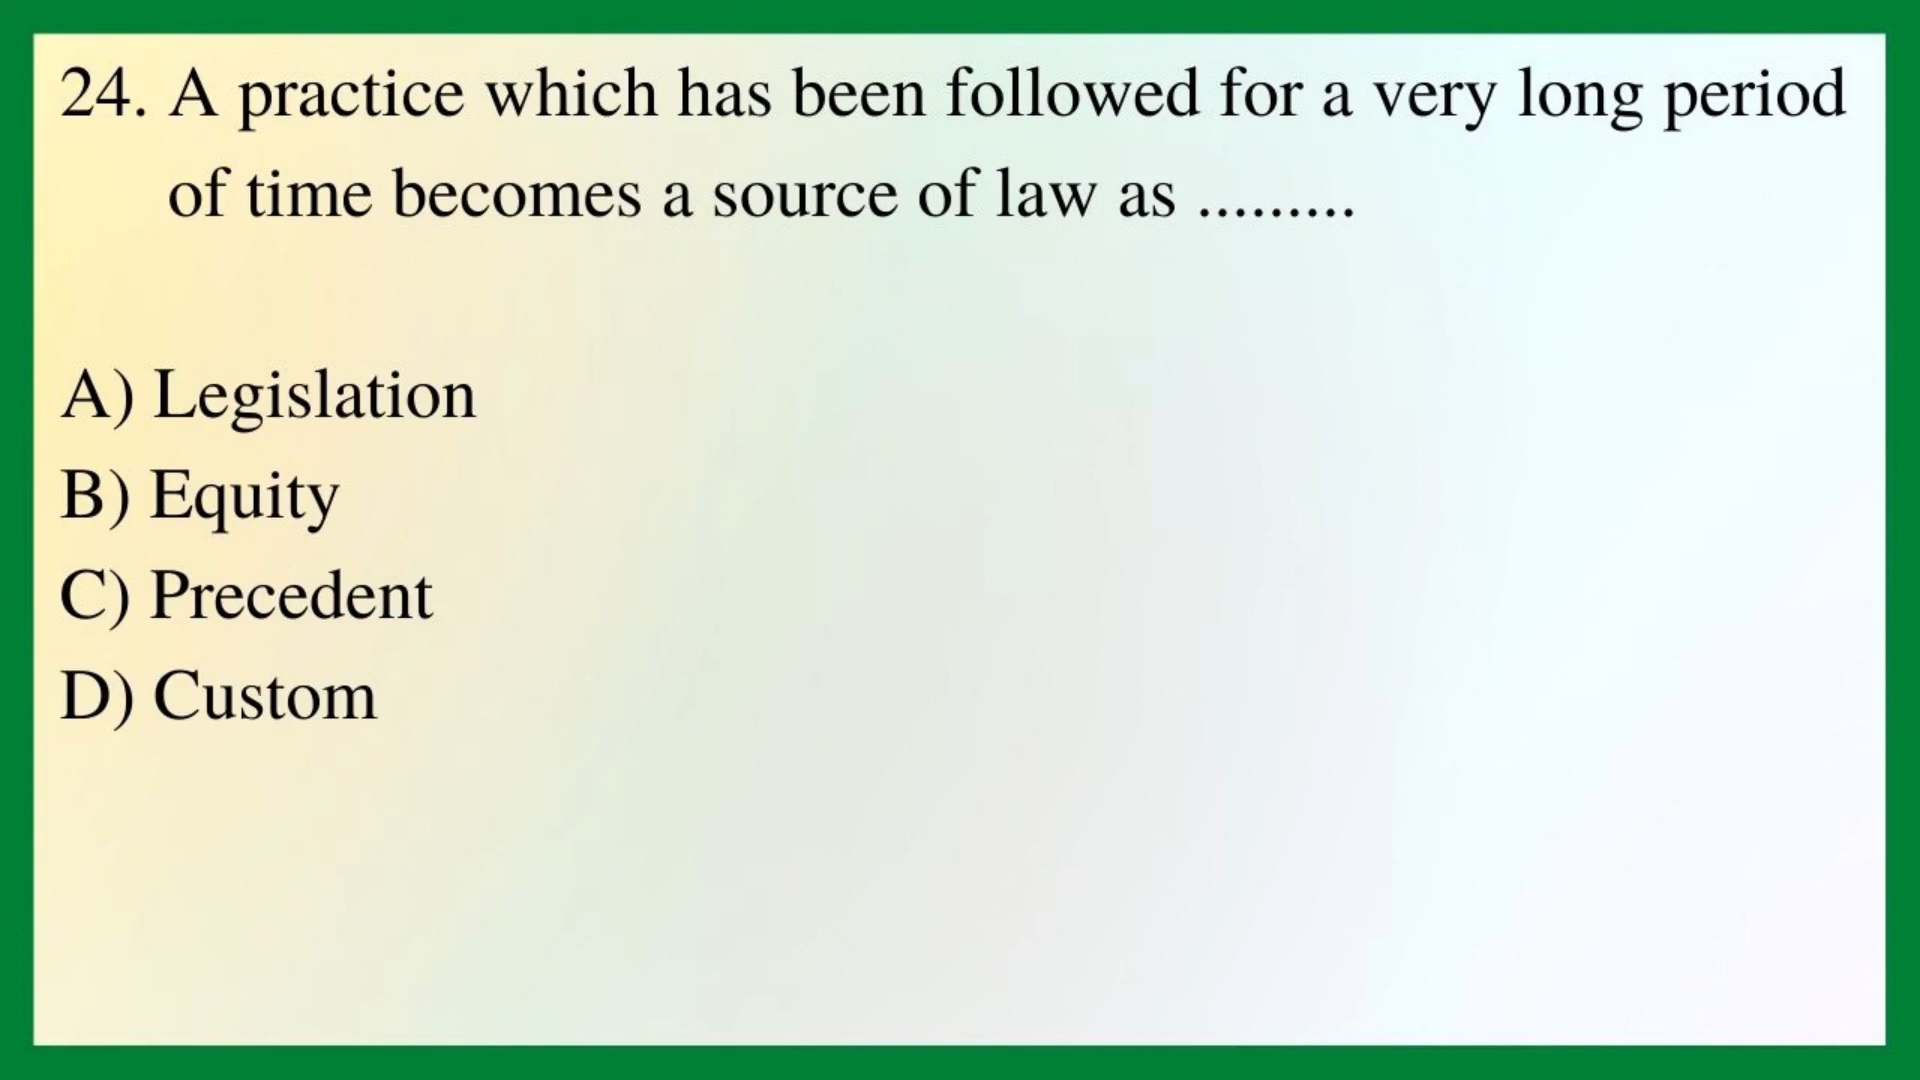 24. A practice which has been followed for a very long period
of time becomes a source of law as .........
A) Legislation
B) Equity
C) Precedent
D) Custom